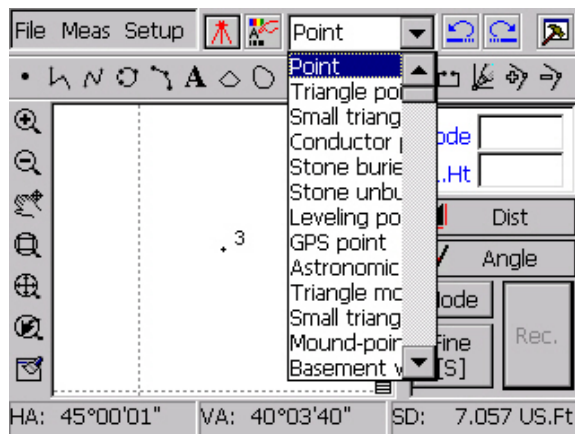 File Meas Setup Point
A
Point
Triangle poi
Small triang
Conductor
Stone burie
Stone unbu
Leveling po
GPS point
Astronomic
Triangle mo
Small triang
Mound-poin
Basement
ode
.Ht
Dist
Angle
ode
Fine
[S]
Rec.
3
HA: 45°00'01" VA: 40°03'40" SD: 7.057 US.Ft